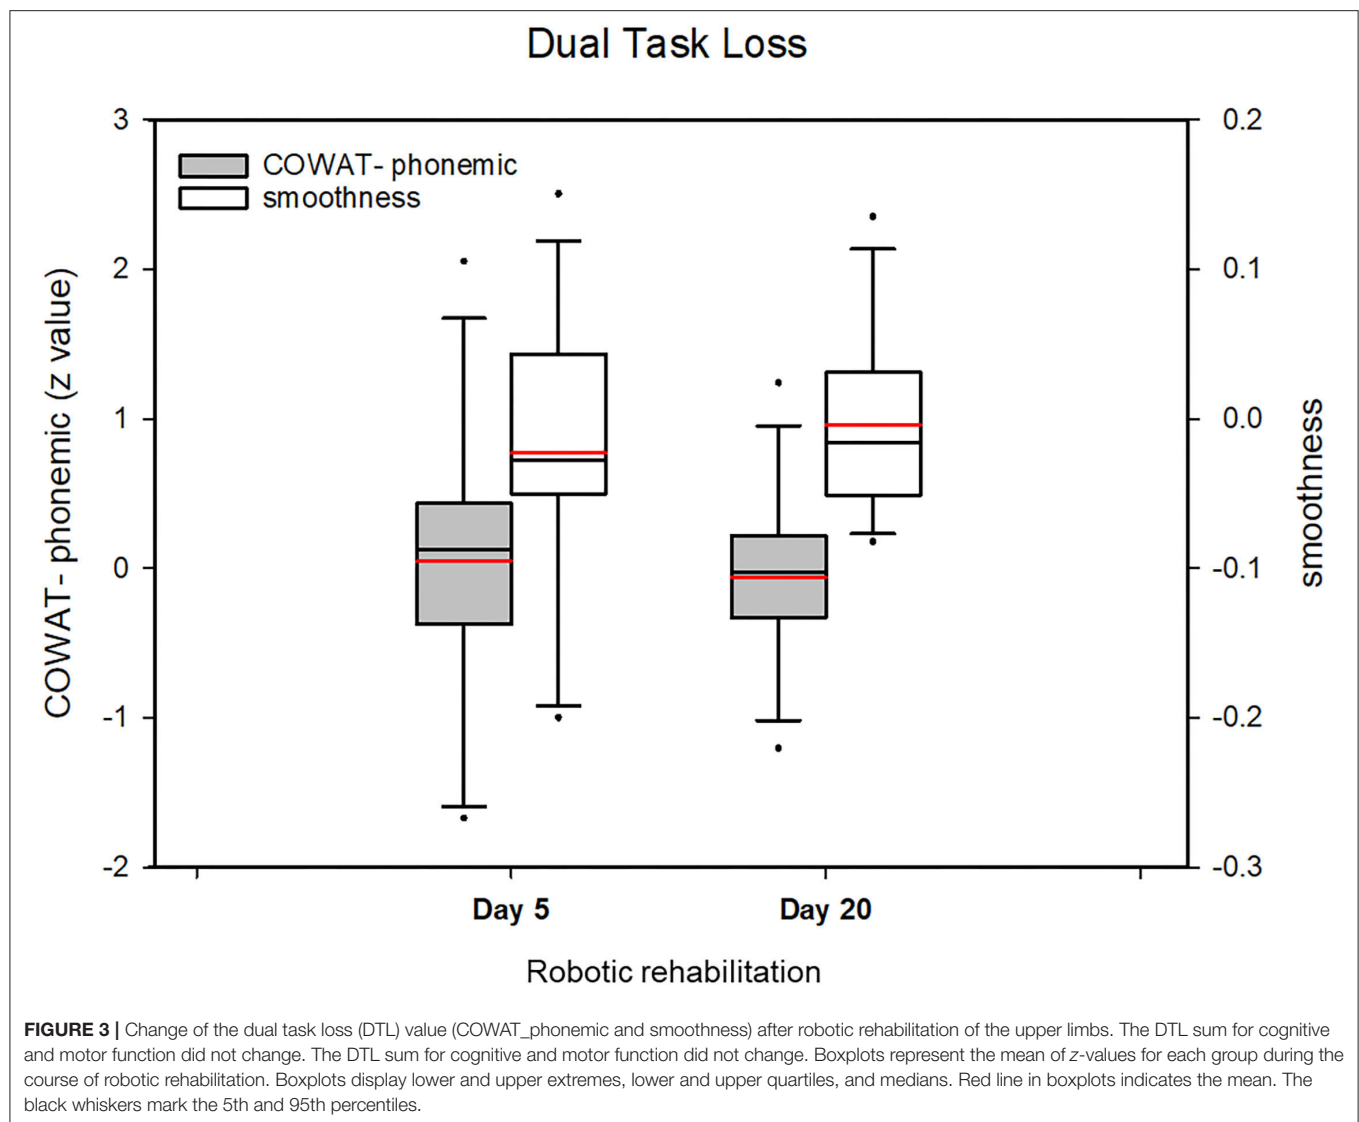 Dual Task Loss
COWAT- phonemic
smoothness
3
2
1
0
-1
-2
COWAT- phonemic (z value)
0.2
0.1
0.0
-0.1
-0.2
-0.3
smoothness
Day 5 Day 20
Robotic rehabilitation
FIGURE 3 | Change of the dual task loss (DTL) value (COWAT_phonemic and smoothness) after robotic rehabilitation of the upper limbs. The DTL sum for cognitive
and motor function did not change. The DTL sum for cognitive and motor function did not change. Boxplots represent the mean of z-values for each group during the
course of robotic rehabilitation. Boxplots display lower and upper extremes, lower and upper quartiles, and medians. Red line in boxplots indicates the mean. The
black whiskers mark the 5th and 95th percentiles.